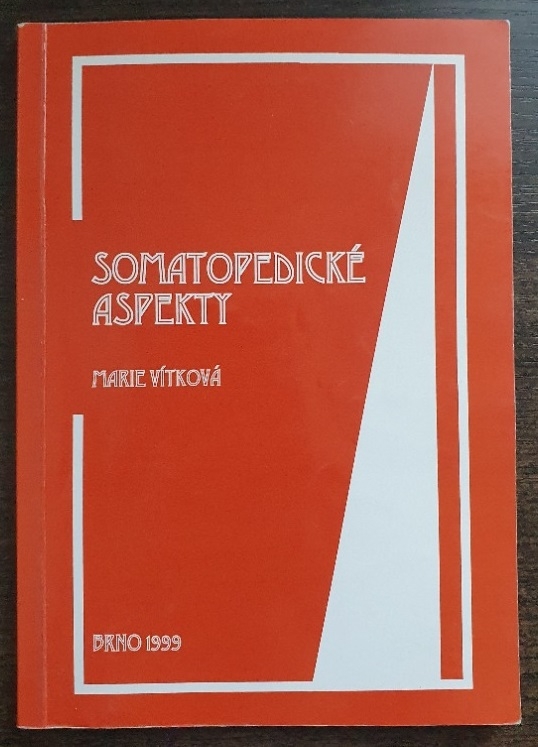 SOMATOPEDICKÉ
ASPEKTY
MARIE VÍTKOVÁ
BRNO 1999